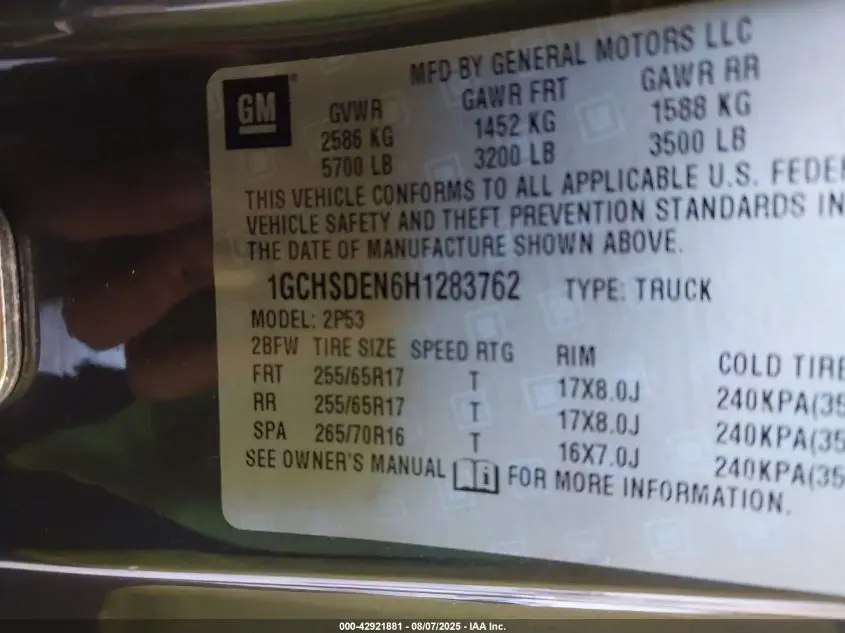 MFD BY GENERAL MOTORS LLC
GM GVWR GAWR FRT GAWR RR
2586 KG 1452 KG 1588 KG
5700 LB 3200 LB 3500 LB
THIS VEHICLE CONFORMS TO ALL APPLICABLE U.S. FEDE
VEHICLE SAFETY AND THEFT PREVENTION STANDARDS IN
THE DATE OF MANUFACTURE SHOWN ABOVE.
1GCHSDEN6H1283762 TYPE: TRUCK
MODEL: 2P53
2BFW TIRE SIZE SPEED RTG RIM COLD TIRE
FRT 255/65R17 T 17X8.0J 240KPA(35
RR 255/65R17 T 17X8.0J 240KPA(35
SPA 265/70R16 T 16X7.0J 240KPA(35
SEE OWNER'S MANUAL i FOR MORE INFORMATION.
000-42921881 - 08/07/2025 - IAA Inc.